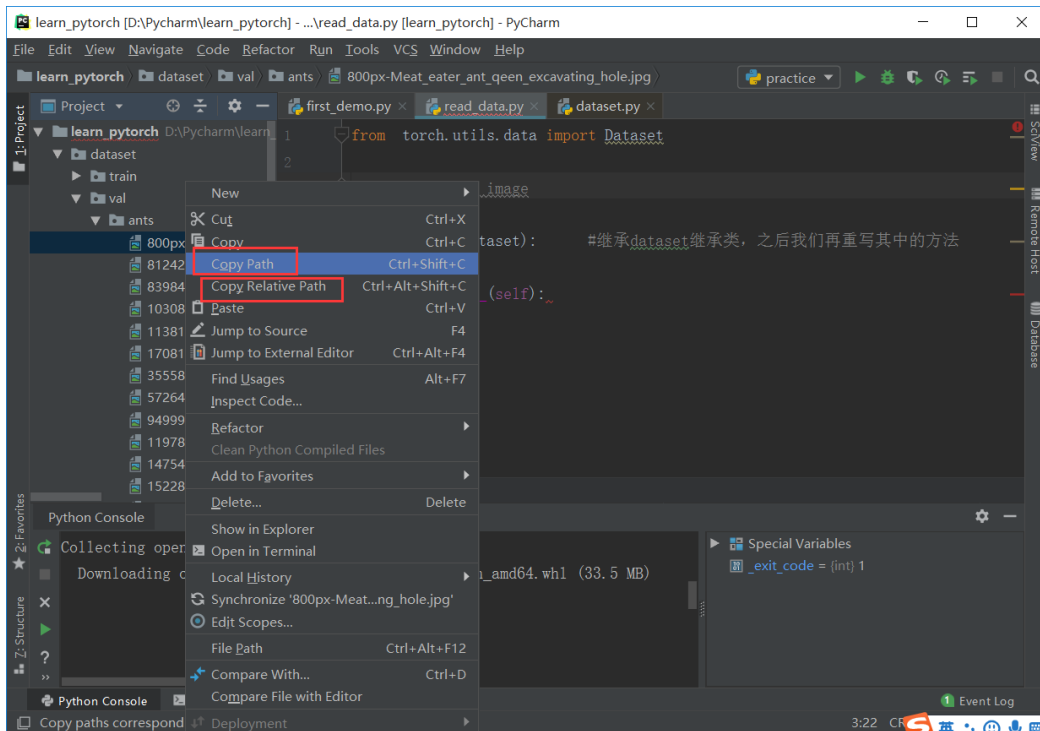 learn_pytorch [D:\Pycharm\learn_pytorch] - ...\read_data.py [learn_pytorch] - PyCharm
File Edit View Navigate Code Refactor Run Tools VCS Window Help
learn_pytorch dataset val ants 800px-Meat_eater_ant_qeen_excavating_hole.jpg practice
1: Project
Project first_demo.py read_data.py dataset.py
learn_pytorch D:\Pycharm\learn_ 1 from torch.utils.data import Dataset
dataset 2
train
val
ants
800px
81242
83984
10308
11381
17081
35558
57264
94999
11978
14754
15228
New
Cut Ctrl+X
Copy Ctrl+C
Copy Path Ctrl+Shift+C
Copy Relative Path Ctrl+Alt+Shift+C
Paste Ctrl+V
Jump to Source F4
Jump to External Editor Ctrl+Alt+F4
Find Usages Alt+F7
Inspect Code...
Refactor
Clean Python Compiled Files
Add to Favorites
Delete... Delete
Show in Explorer
Open in Terminal
Local History
Synchronize '800px-Meat...ng_hole.jpg'
Edit Scopes...
File Path Ctrl+Alt+F12
Compare With... Ctrl+D
Compare File with Editor
Deployment
image
taset): #继承dataset继承类，之后我们再重写其中的方法
(self):
SciView
Remote Host
Database
2: Favorites
Z: Structure
Python Console
Collecting oper
Downloading n_amd64.whl (33.5 MB)
Special Variables
_exit_code = {int} 1
Python Console
1 Event Log
Copy paths correspond
3:22
英